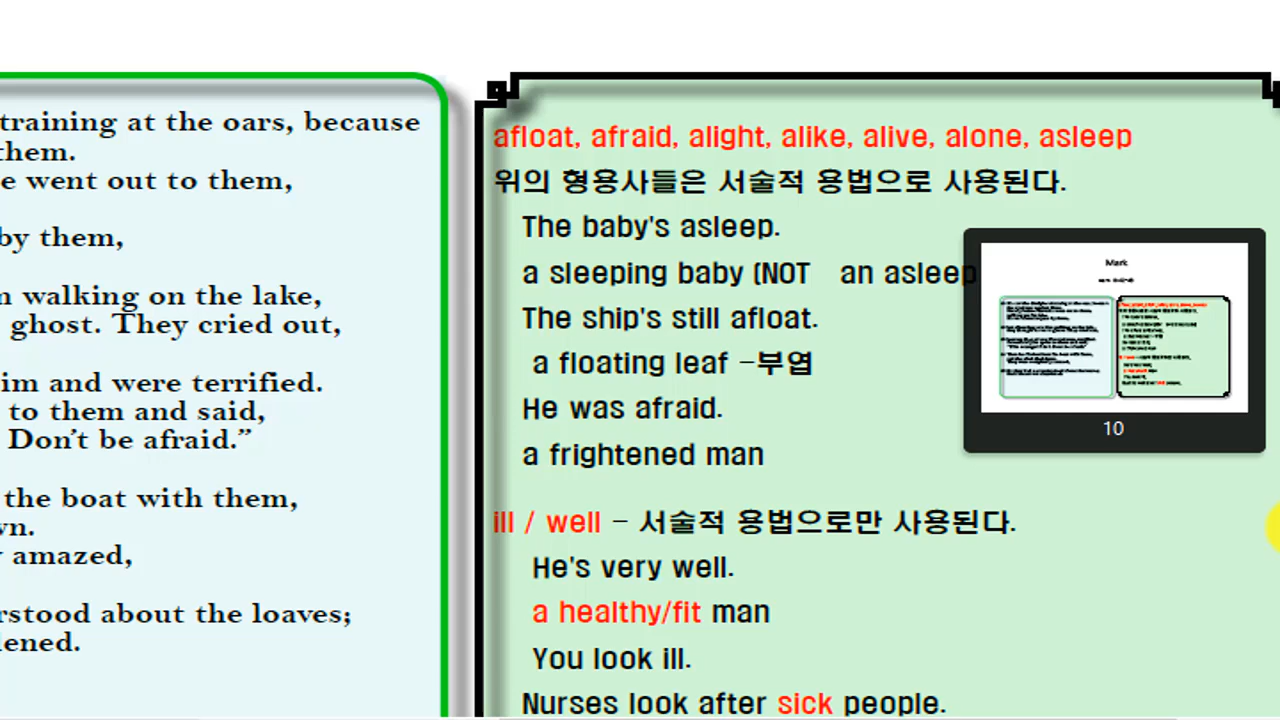 training at the oars, because
them.
e went out to them,
by them,
walking on the lake,
ghost. They cried out,
im and were terrified.
to them and said,
Don't be afraid."
the boat with them,
wn.
amazed,
rstood about the loaves;
lened.
afloat, afraid, alight, alike, alive, alone, asleep
위의 형용사들은 서술적 용법으로 사용된다.
The baby's asleep.
a sleeping baby (NOT an asleep
The ship's still afloat.
a floating leaf -부엽
He was afraid.
a frightened man
ill / well - 서술적 용법으로만 사용된다.
He's very well.
a healthy/fit man
You look ill.
Nurses look after sick people.
Mark
10